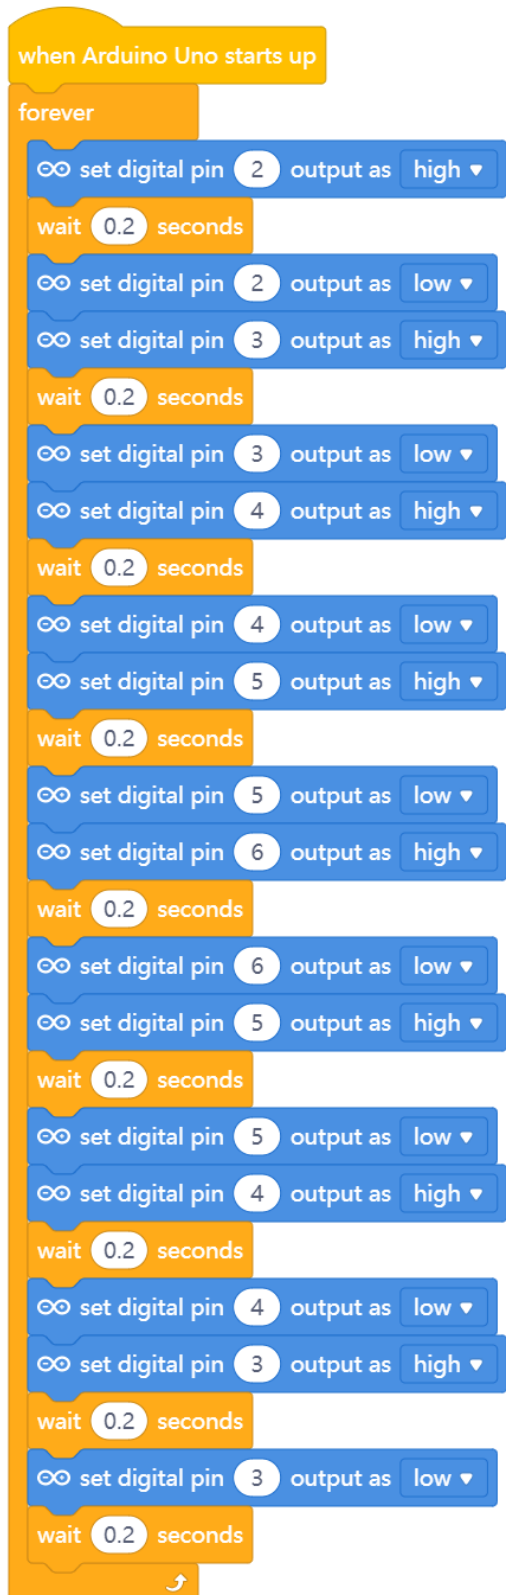 when Arduino Uno starts up
forever
set digital pin 2 output as high
wait 0.2 seconds
set digital pin 2 output as low
set digital pin 3 output as high
wait 0.2 seconds
set digital pin 3 output as low
set digital pin 4 output as high
wait 0.2 seconds
set digital pin 4 output as low
set digital pin 5 output as high
wait 0.2 seconds
set digital pin 5 output as low
set digital pin 6 output as high
wait 0.2 seconds
set digital pin 6 output as low
set digital pin 5 output as high
wait 0.2 seconds
set digital pin 5 output as low
set digital pin 4 output as high
wait 0.2 seconds
set digital pin 4 output as low
set digital pin 3 output as high
wait 0.2 seconds
set digital pin 3 output as low
wait 0.2 seconds